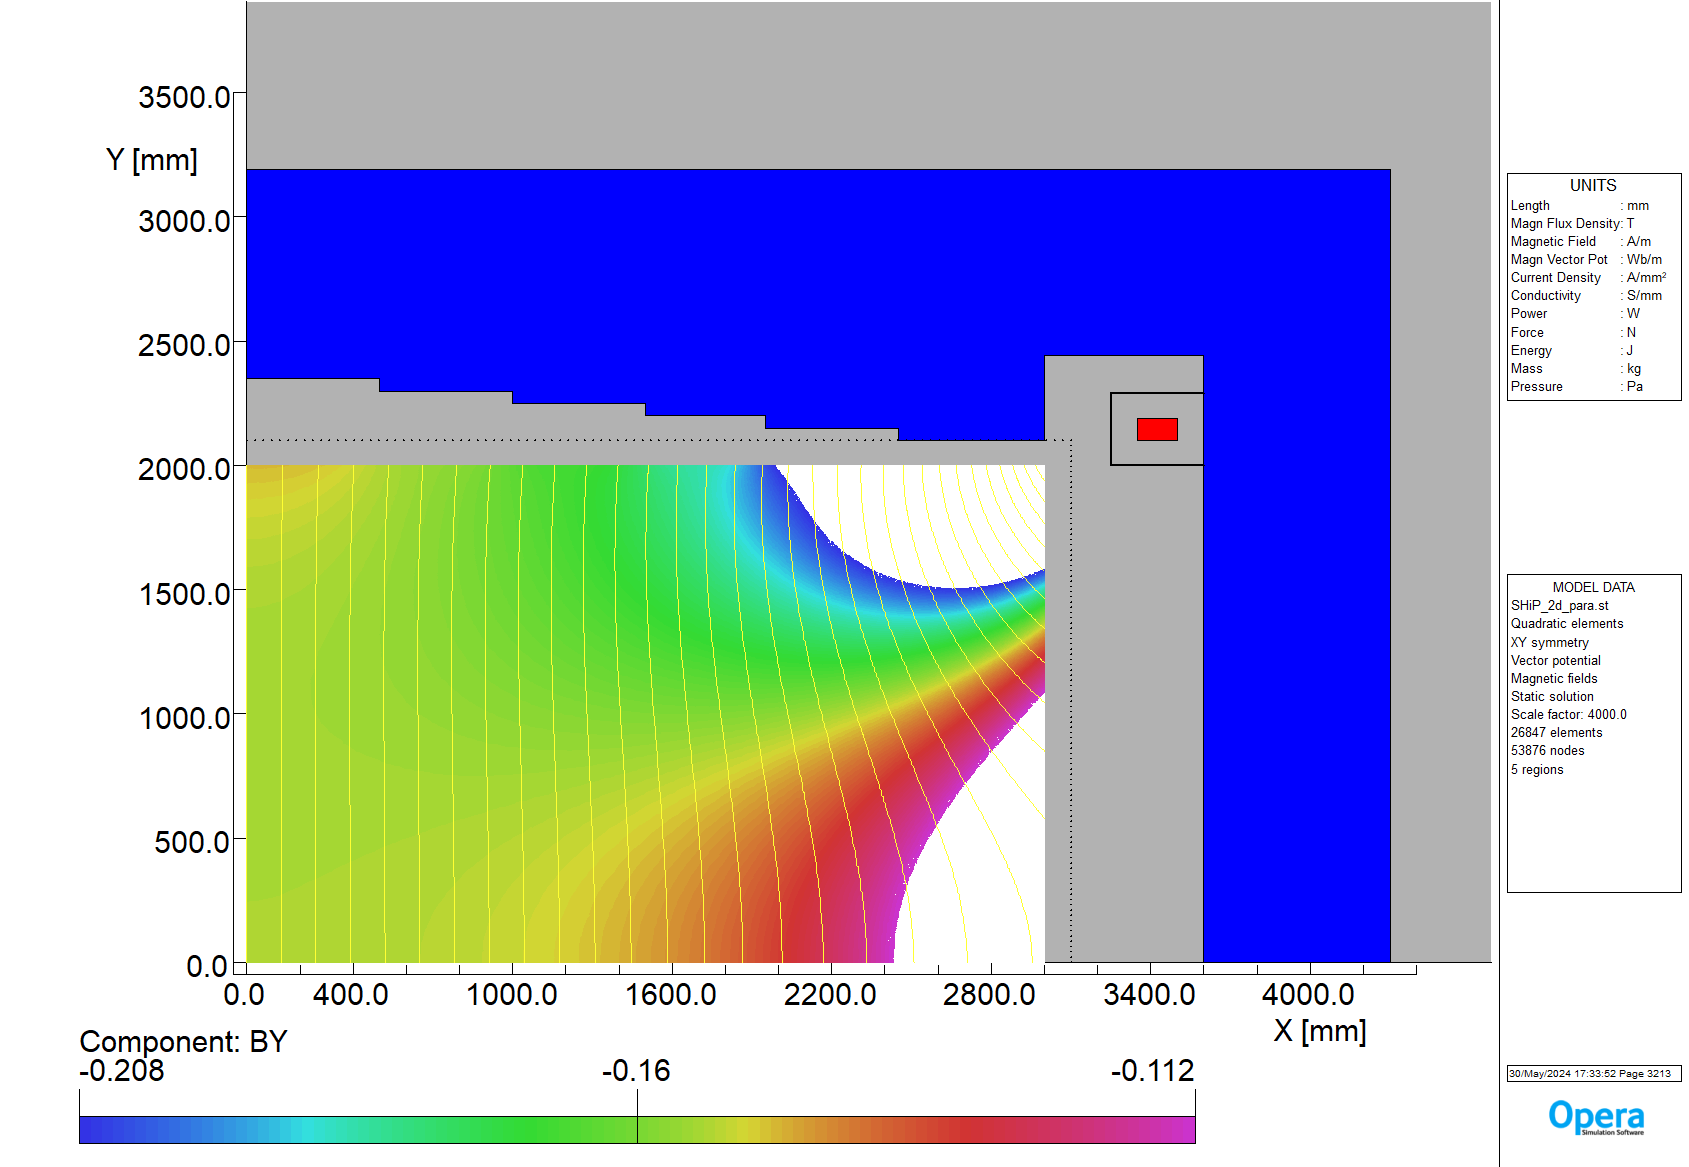 3500.0
Y [mm]
3000.0
2500.0
2000.0
1500.0
1000.0
500.0
0.0
0.0 400.0 1000.0 1600.0 2200.0 2800.0 3400.0 4000.0
X [mm]
Component: BY
-0.208 -0.16 -0.112
UNITS
Length : mm
Magn Flux Density: T
Magnetic Field : A/m
Magn Vector Pot : Wb/m
Current Density : A/mm²
Conductivity : S/mm
Power : W
Force : N
Energy : J
Mass : kg
Pressure : Pa
MODEL DATA
SHiP_2d_para.st
Quadratic elements
XY symmetry
Vector potential
Magnetic fields
Static solution
Scale factor: 4000.0
26847 elements
53876 nodes
5 regions
30/May/2024 17:33:52 Page 3213
Opera
Simulation Software